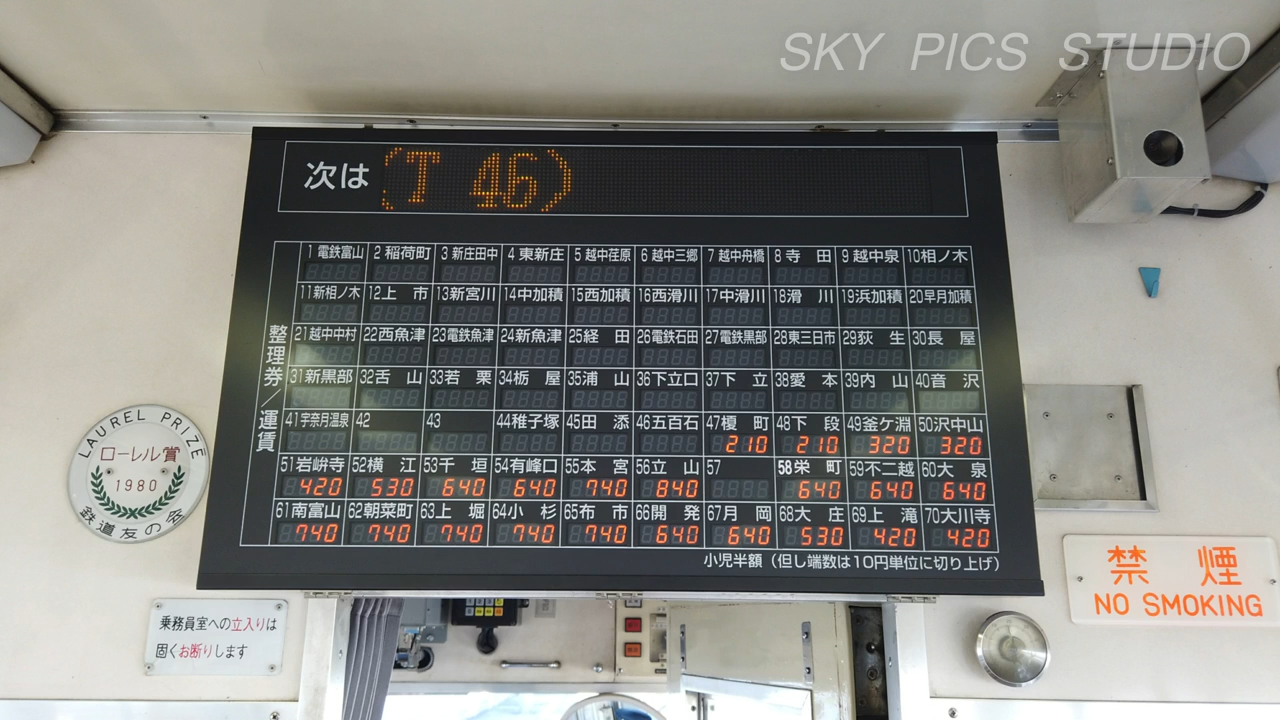 SKY PICS STUDIO
次は (T 46)
整理券/運賃
1 電鉄富山 2 稲荷町 3 新庄田中 4 東新庄 5 越中荏原 6 越中三郷 7 越中舟橋 8 寺田 9 越中泉 10 相ノ木
11 新相ノ木 12 上市 13 新宮川 14 中加積 15 西加積 16 西滑川 17 中滑川 18 滑川 19 浜加積 20 早月加積
21 越中中村 22 西魚津 23 電鉄魚津 24 新魚津 25 経田 26 電鉄石田 27 電鉄黒部 28 東三日市 29 荻生 30 長屋
31 新黒部 32 舌山 33 若栗 34 栃屋 35 浦山 36 下立口 37 下立 38 愛本 39 内山 40 音沢
41 宇奈月温泉 42 43 44 稚子塚 45 田添 46 五百石 47 榎町 48 下段 49 釜ケ淵 50 沢中山
210 210 320 320
51 岩峅寺 52 横江 53 千垣 54 有峰口 55 本宮 56 立山 57 58 栄町 59 不二越 60 大泉
420 530 640 640 740 840 640 640 640
61 南富山 62 朝菜町 63 上堀 64 小杉 65 布市 66 開発 67 月岡 68 大庄 69 上滝 70 大川寺
740 740 740 740 740 640 640 530 420 420
小児半額(但し端数は10円単位に切り上げ)
LAUREL PRIZE
ローレル賞
1980
鉄道友の会
禁煙
NO SMOKING
乗務員室への立入りは
固くお断りします